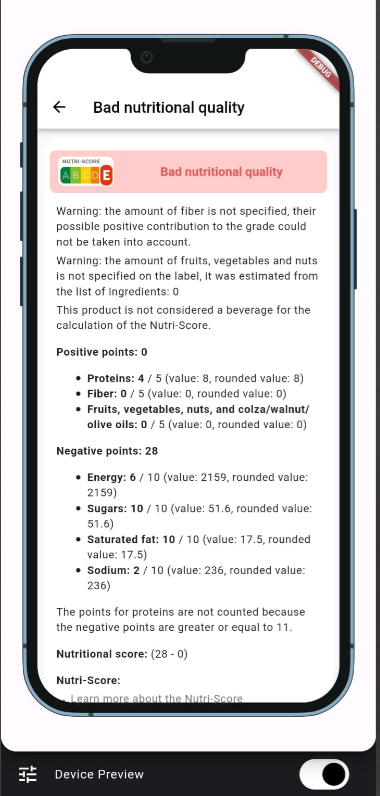 DEBUG
Bad nutritional quality
NUTRI-SCORE
A B C D E
Bad nutritional quality
Warning: the amount of fiber is not specified, their
possible positive contribution to the grade could
not be taken into account.
Warning: the amount of fruits, vegetables and nuts
is not specified on the label, it was estimated from
the list of ingredients: 0
This product is not considered a beverage for the
calculation of the Nutri-Score.
Positive points: 0
• Proteins: 4 / 5 (value: 8, rounded value: 8)
• Fiber: 0 / 5 (value: 0, rounded value: 0)
• Fruits, vegetables, nuts, and colza/walnut/
olive oils: 0 / 5 (value: 0, rounded value: 0)
Negative points: 28
• Energy: 6 / 10 (value: 2159, rounded value:
2159)
• Sugars: 10 / 10 (value: 51.6, rounded value:
51.6)
• Saturated fat: 10 / 10 (value: 17.5, rounded
value: 17.5)
• Sodium: 2 / 10 (value: 236, rounded value:
236)
The points for proteins are not counted because
the negative points are greater or equal to 11.
Nutritional score: (28 - 0)
Nutri-Score:
Learn more about the Nutri-Score
Device Preview